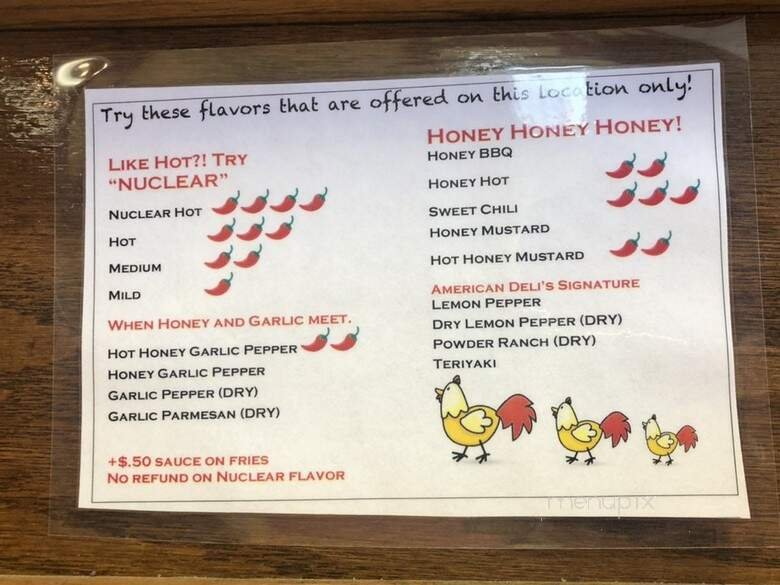 Try these flavors that are offered on this location only!
LIKE HOT?! TRY
"NUCLEAR"
NUCLEAR HOT
HOT
MEDIUM
MILD
WHEN HONEY AND GARLIC MEET.
HOT HONEY GARLIC PEPPER
HONEY GARLIC PEPPER
GARLIC PEPPER (DRY)
GARLIC PARMESAN (DRY)
+$.50 SAUCE ON FRIES
NO REFUND ON NUCLEAR FLAVOR
HONEY HONEY HONEY!
HONEY BBQ
HONEY HOT
SWEET CHILI
HONEY MUSTARD
HOT HONEY MUSTARD
AMERICAN DELI'S SIGNATURE
LEMON PEPPER
DRY LEMON PEPPER (DRY)
POWDER RANCH (DRY)
TERIYAKI
menupix